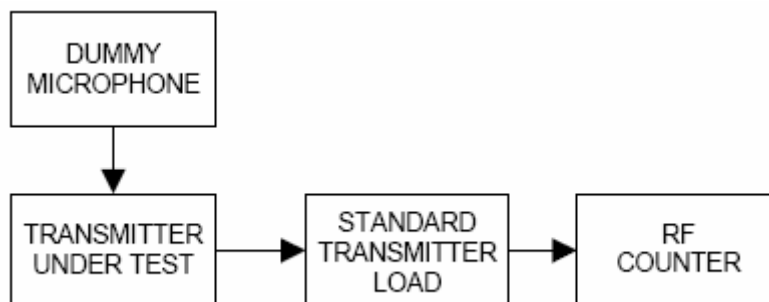 DUMMY
MICROPHONE
TRANSMITTER
UNDER TEST
STANDARD
TRANSMITTER
LOAD
RF
COUNTER